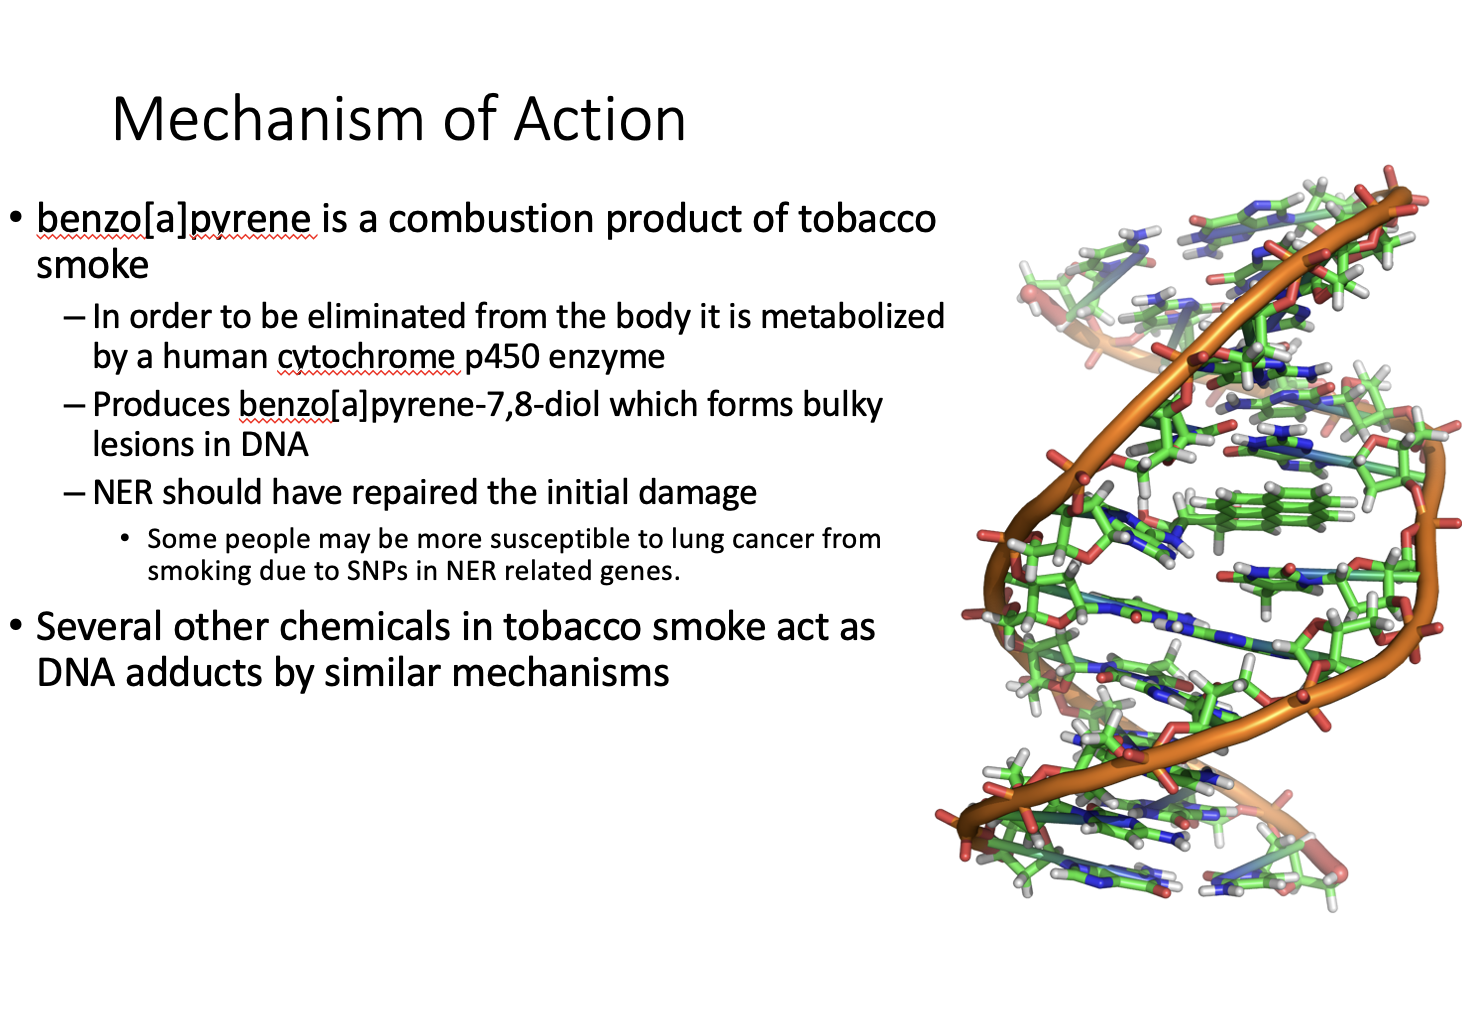 Mechanism of Action
• benzo[a]pyrene is a combustion product of tobacco
smoke
– In order to be eliminated from the body it is metabolized
by a human cytochrome p450 enzyme
– Produces benzo[a]pyrene-7,8-diol which forms bulky
lesions in DNA
– NER should have repaired the initial damage
• Some people may be more susceptible to lung cancer from
smoking due to SNPs in NER related genes.
• Several other chemicals in tobacco smoke act as
DNA adducts by similar mechanisms